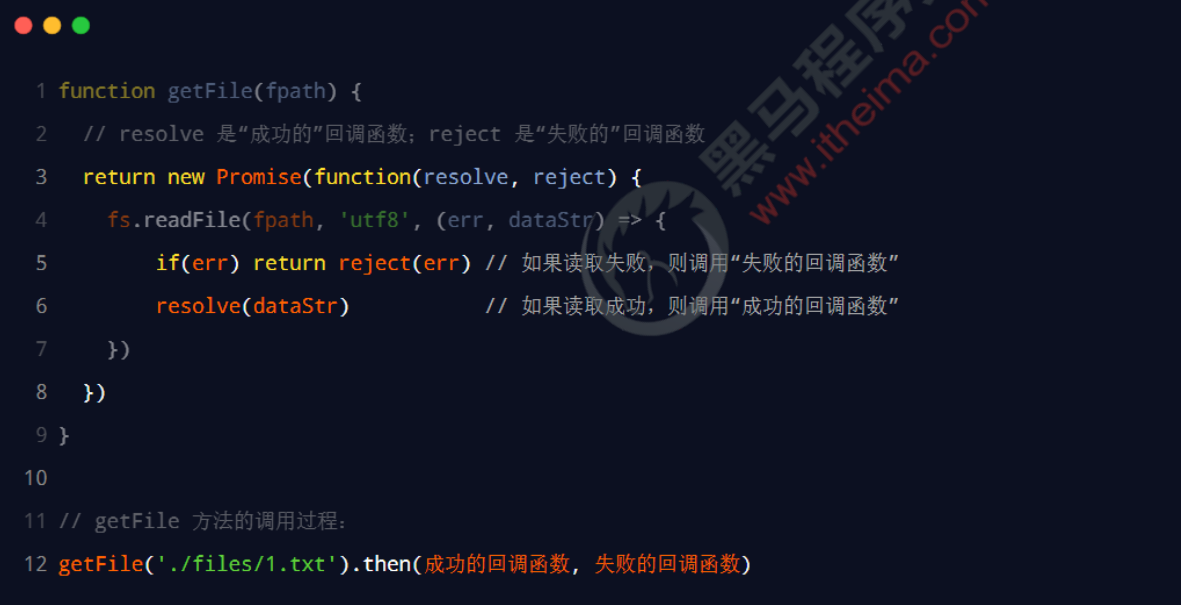 1 function getFile(fpath) {
2 // resolve 是“成功的”回调函数; reject 是“失败的”回调函数
3 return new Promise(function(resolve, reject) {
4 fs.readFile(fpath, 'utf8', (err, dataStr) => {
5 if(err) return reject(err) // 如果读取失败，则调用“失败的回调函数”
6 resolve(dataStr) // 如果读取成功，则调用“成功的回调函数”
7 })
8 })
9 }
10
11 // getFile 方法的调用过程：
12 getFile('./files/1.txt').then(成功的回调函数, 失败的回调函数)
黑马程序
www.itheima.com